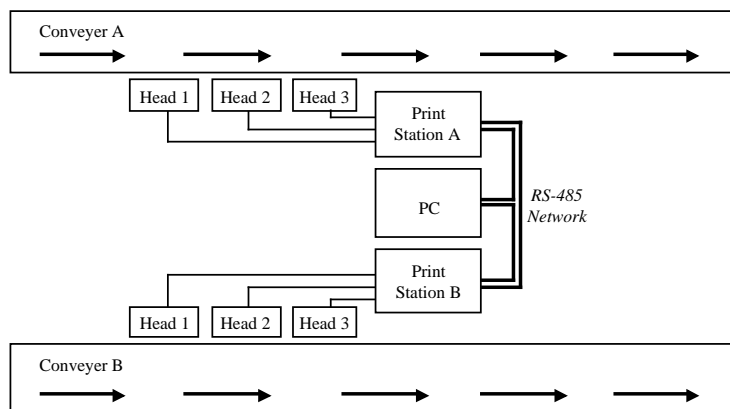 Conveyer A
Head 1
Head 2
Head 3
Print
Station A
PC
RS-485
Network
Print
Station B
Head 1
Head 2
Head 3
Conveyer B